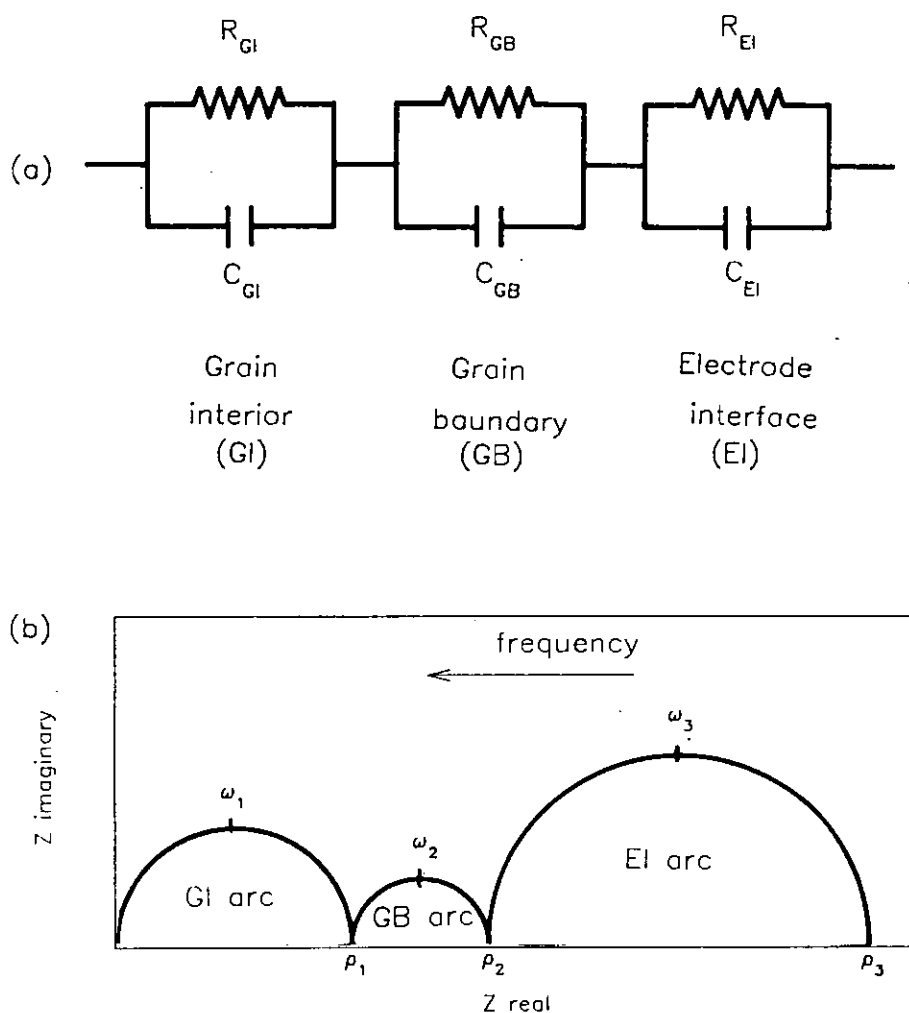 R_GI R_GB R_EI
(a)
C_GI C_GB C_EI
Grain Grain Electrode
interior boundary interface
(GI) (GB) (EI)
(b)
frequency
Z imaginary
ω_3
ω_1
ω_2
GI arc GB arc EI arc
ρ_1 ρ_2 ρ_3
Z real